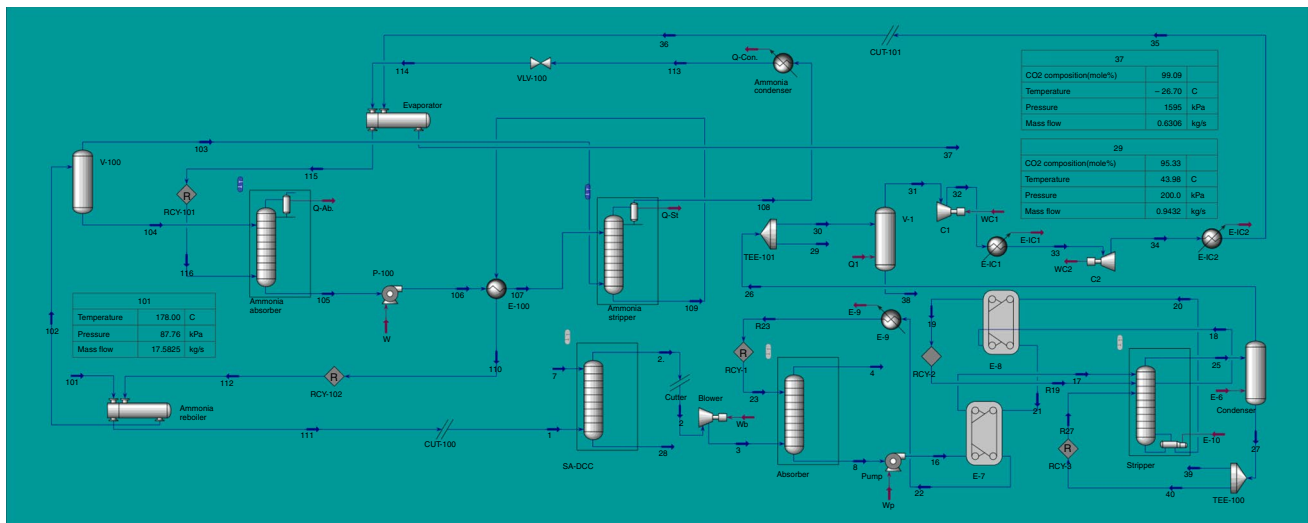 36
CUT-101
35
Q-Con.
114
VLV-100
113
Ammonia
condenser
37
CO2 composition(mole%) 99.09
Temperature – 26.70 C
Pressure 1595 kPa
Mass flow 0.6306 kg/s
Evaporator
103
V-100
115
37
29
CO2 composition(mole%) 95.33
Temperature 43.98 C
Pressure 200.0 kPa
Mass flow 0.9432 kg/s
R
RCY-101
Q-Ab.
104
116
108
Q-St
31
32
V-1
C1
WC1
30
29
TEE-101
E-IC1
E-IC1
33
34
E-IC2
E-IC2
WC2
C2
Q1
26
38
P-100
105
106
107
E-100
109
Ammonia
absorber
Ammonia
stripper
W
101
Temperature 178.00 C
Pressure 87.76 kPa
Mass flow 17.5825 kg/s
102
E-9
R23
E-9
19
20
18
E-8
25
RCY-2
R
RCY-1
101
112
R
RCY-102
110
7
2.
Cutter
2
Blower
Wb
23
4
17
R19
21
E-6
Condenser
Ammonia
reboiler
111
CUT-100
1
28
SA-DCC
3
8
Absorber
Pump
16
22
Wp
E-7
R27
R
RCY-3
E-10
Stripper
27
39
40
TEE-100